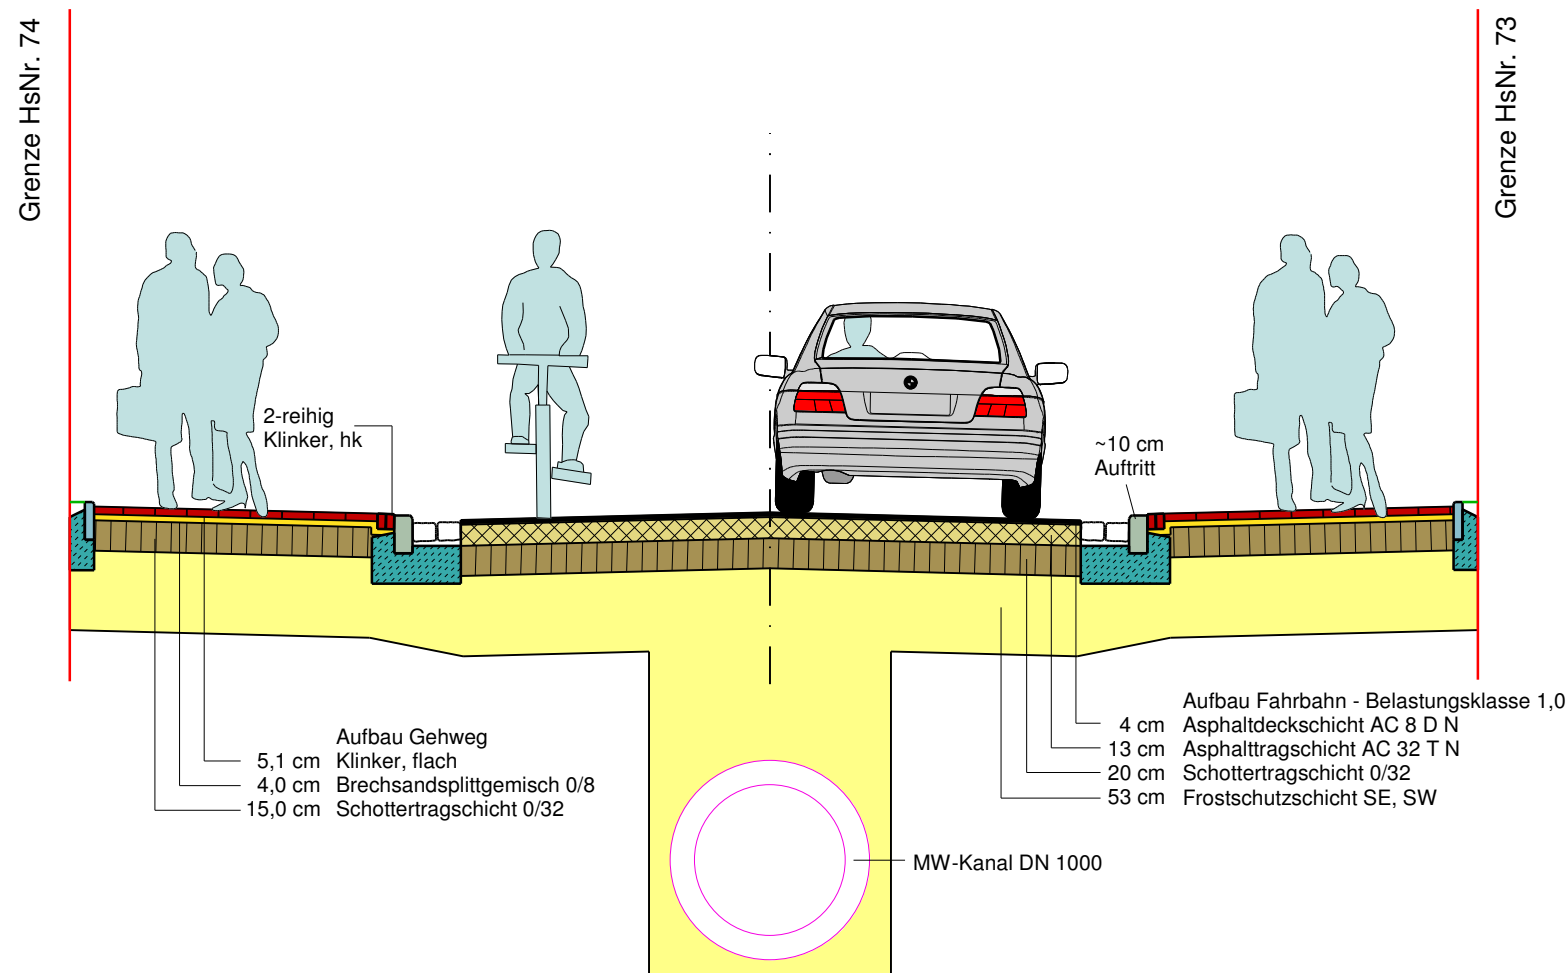 Grenze HsNr. 74
Grenze HsNr. 73
2-reihig
Klinker, hk
~10 cm
Auftritt
Aufbau Gehweg
5,1 cm Klinker, flach
4,0 cm Brechsandsplittgemisch 0/8
15,0 cm Schottertragschicht 0/32
Aufbau Fahrbahn - Belastungsklasse 1,0
4 cm Asphaltdeckschicht AC 8 D N
13 cm Asphalttragschicht AC 32 T N
20 cm Schottertragschicht 0/32
53 cm Frostschutzschicht SE, SW
MW-Kanal DN 1000